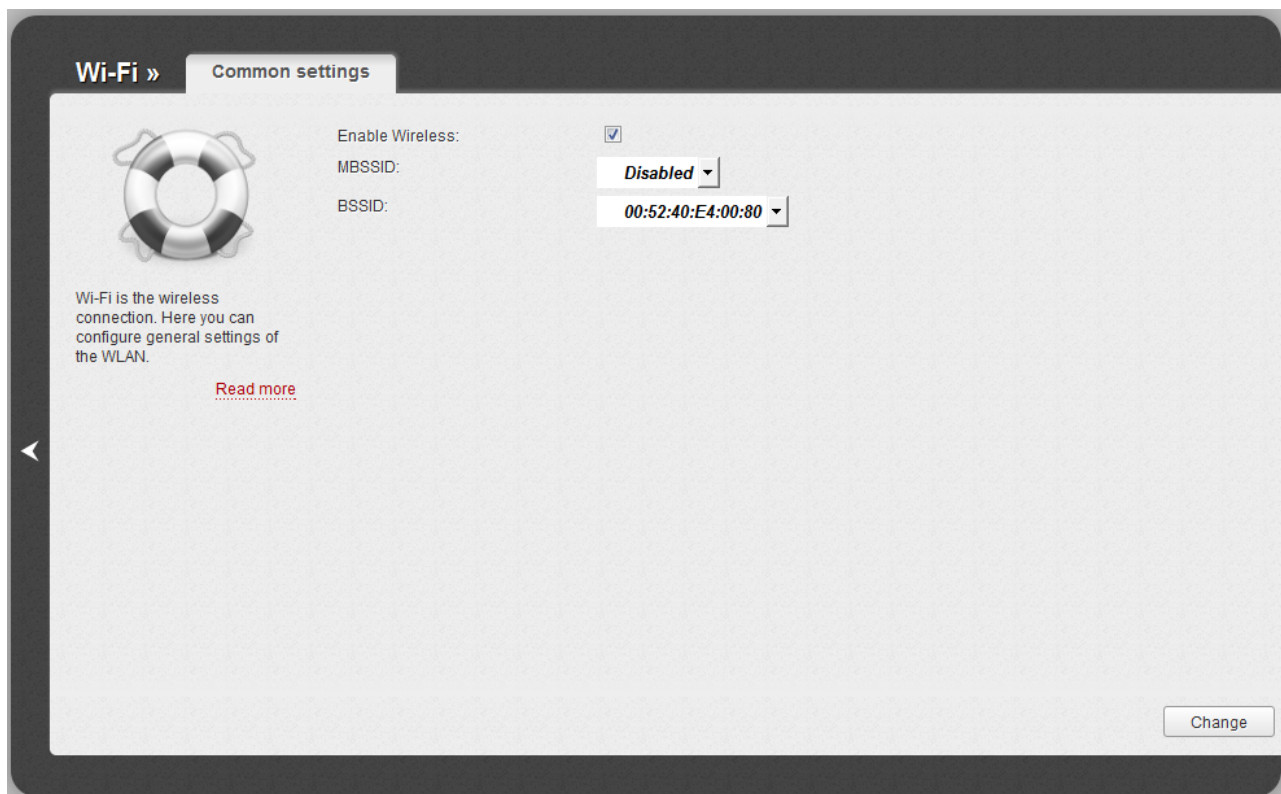 Wi-Fi » Common settings
Enable Wireless:
MBSSID: Disabled
BSSID: 00:52:40:E4:00:80
Wi-Fi is the wireless
connection. Here you can
configure general settings of
the WLAN.
Read more
Change